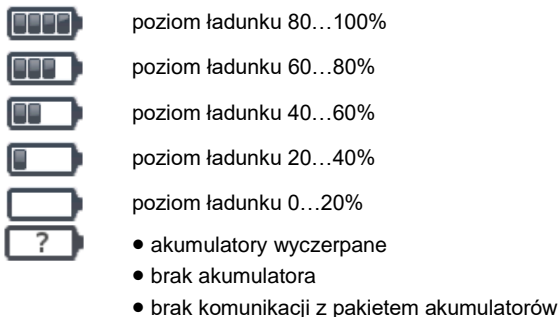 poziom ładunku 80…100%
poziom ładunku 60…80%
poziom ładunku 40…60%
poziom ładunku 20…40%
poziom ładunku 0…20%
?
• akumulatory wyczerpane
• brak akumulatora
• brak komunikacji z pakietem akumulatorów